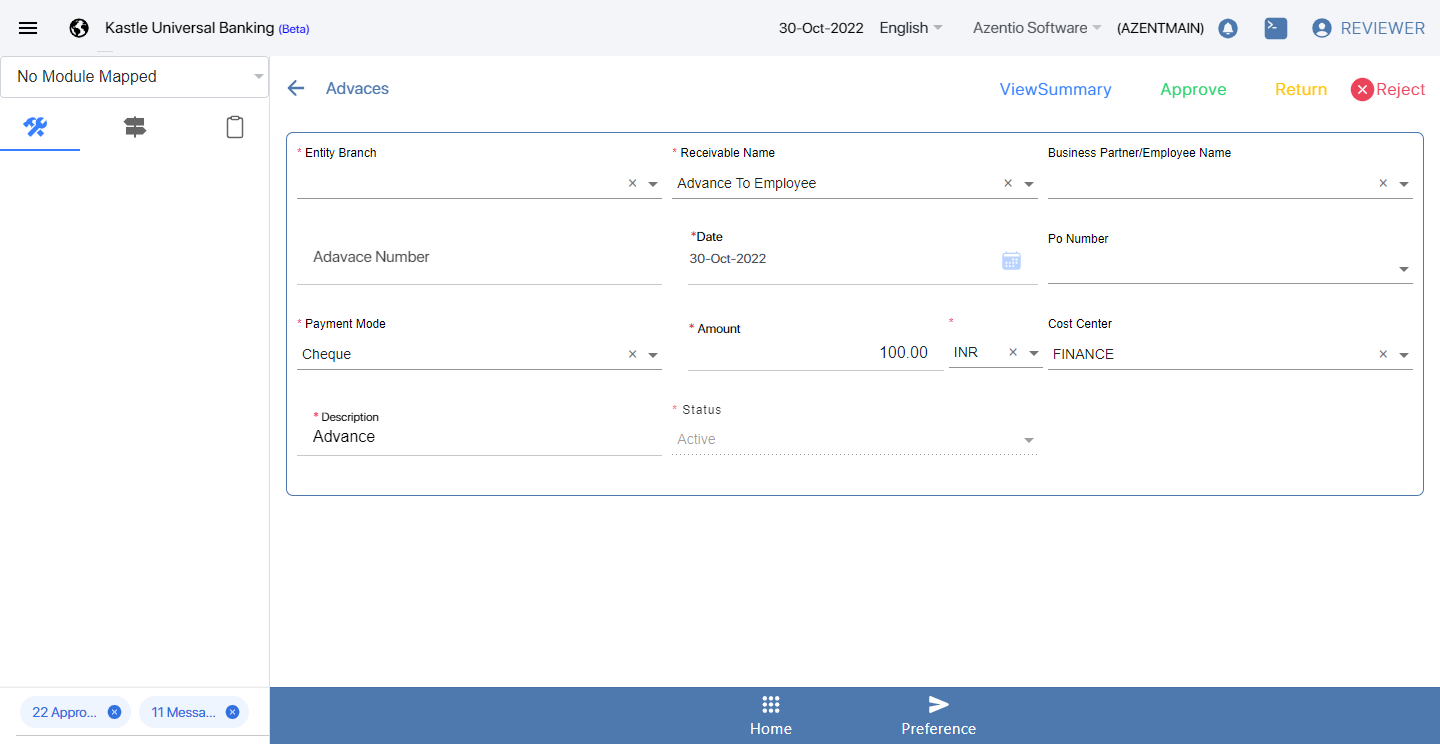 Kastle Universal Banking (Beta)
30-Oct-2022 English Azentio Software (AZENTMAIN) REVIEWER
No Module Mapped
Advaces
ViewSummary Approve Return Reject
* Entity Branch
* Receivable Name
Advance To Employee
Business Partner/Employee Name
Adavace Number
*Date
30-Oct-2022
Po Number
* Payment Mode
Cheque
* Amount
100.00
*
INR
Cost Center
FINANCE
* Description
Advance
* Status
Active
22 Appro... 11 Messa...
Home Preference